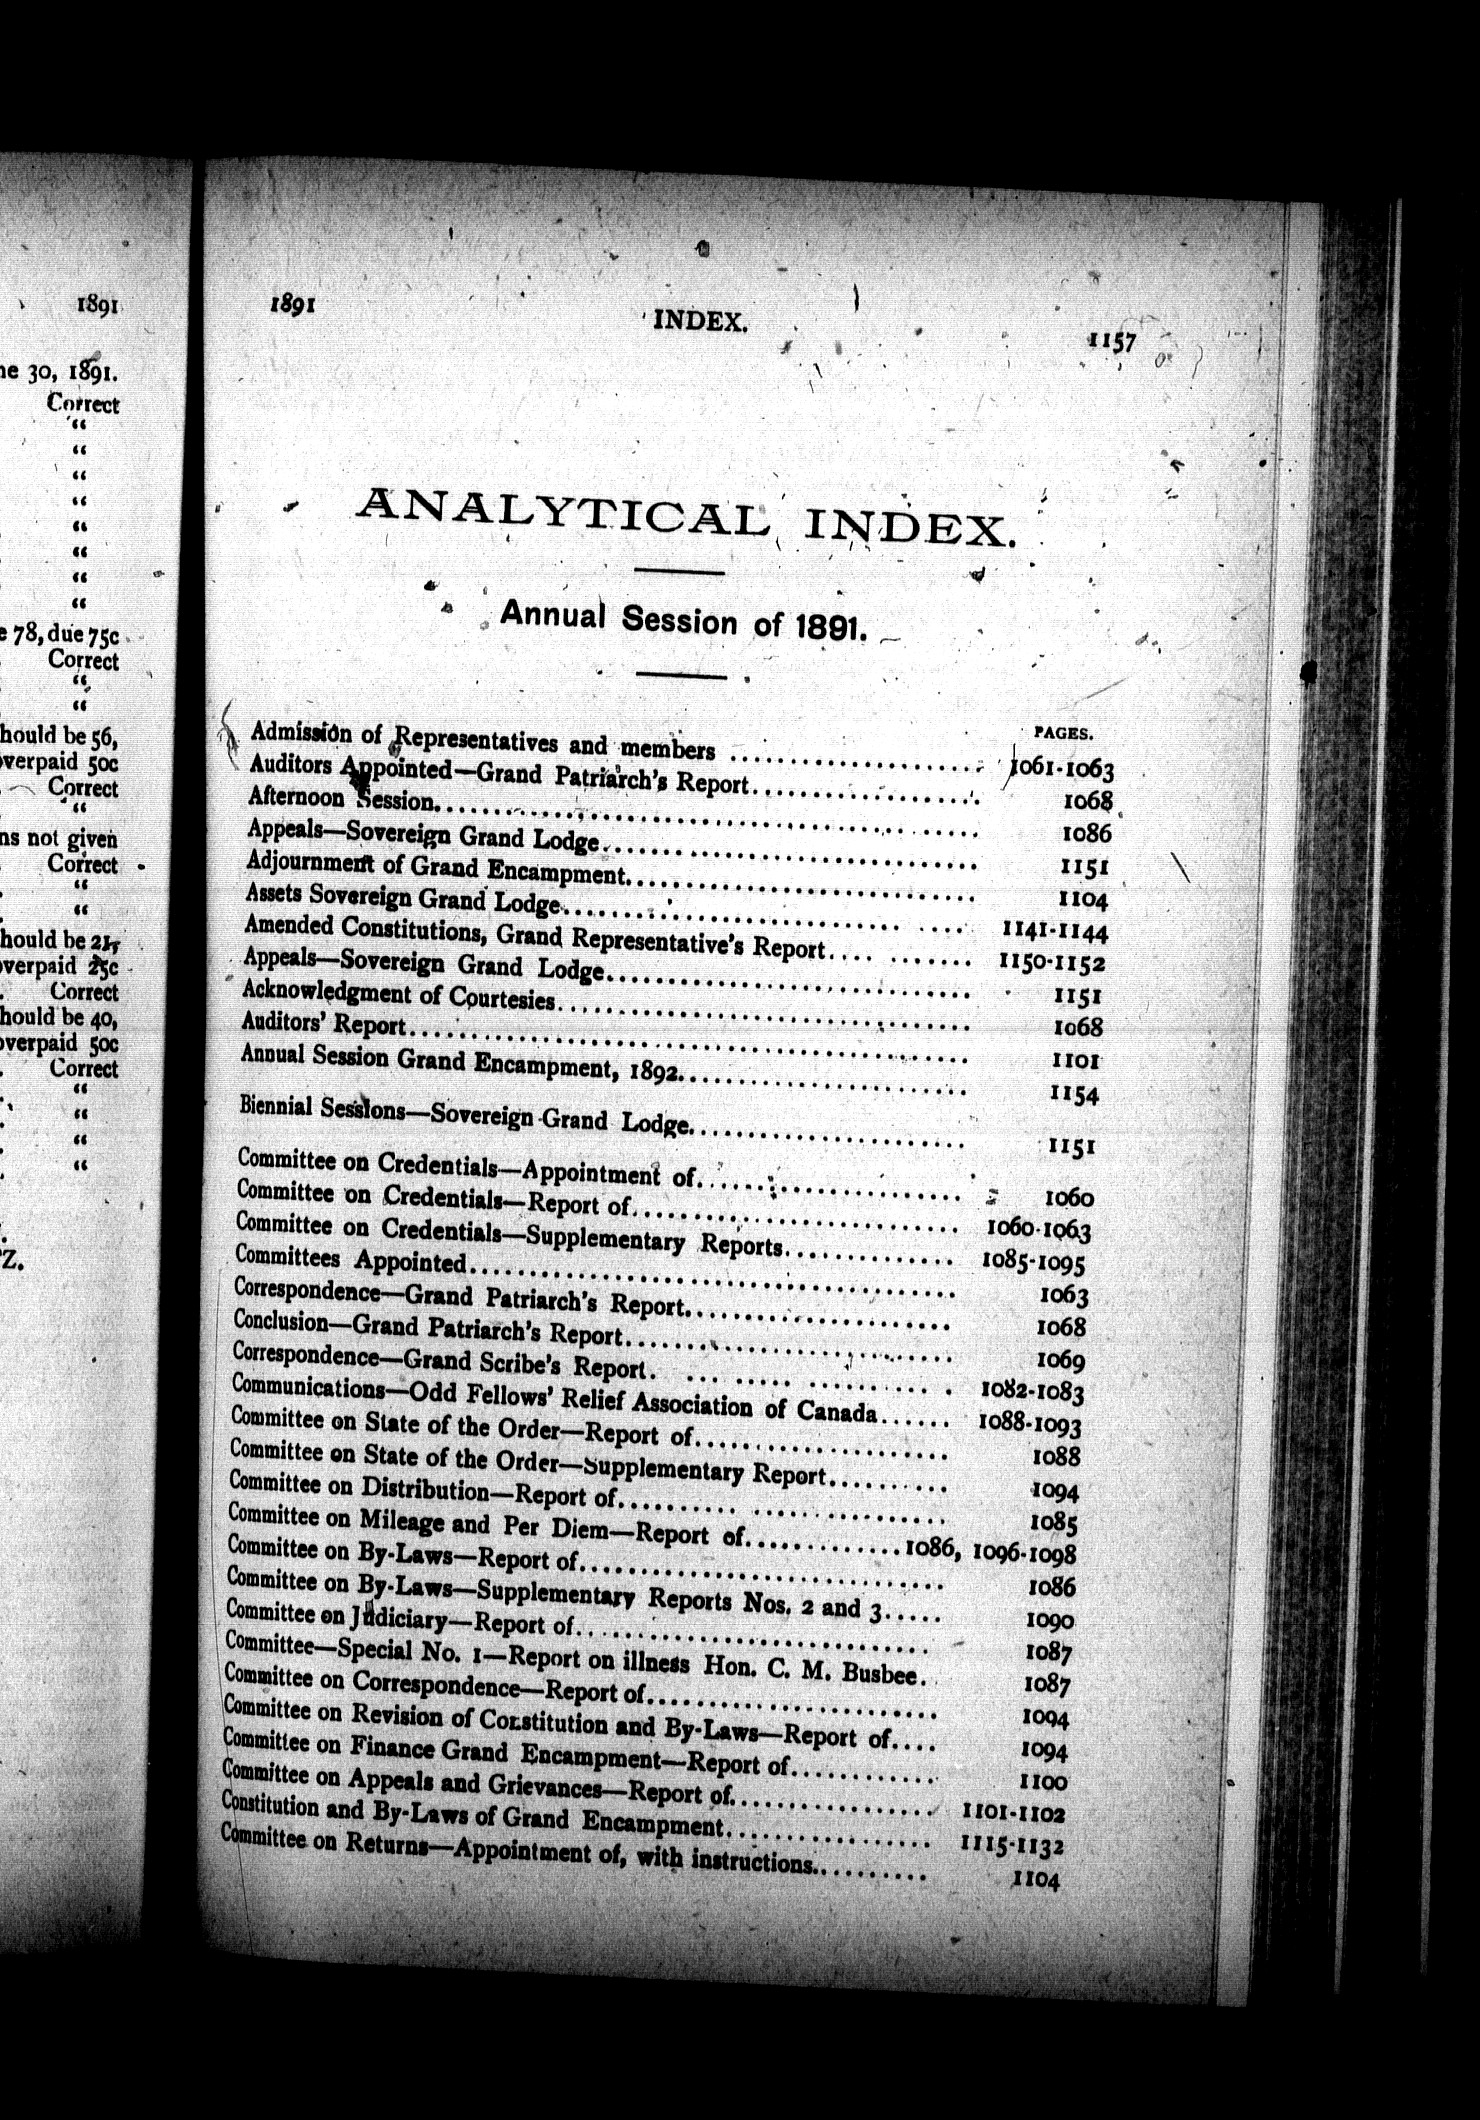 1891
ne 30, 1891.
Correct
“
“
“
“
“
“
“
“
e 78, due 75c
Correct
“
“
hould be 56,
overpaid 50c
Correct
“
ns not given
Correct
“
“
hould be 21,
overpaid 25c
Correct
hould be 40,
overpaid 50c
Correct
“
“
“
“
Z.
1891 INDEX. 1157
ANALYTICAL INDEX.
Annual Session of 1891.
PAGES.
Admission of Representatives and members 1061-1063
Auditors Appointed—Grand Patriarch's Report 1068
Afternoon Session 1086
Appeals—Sovereign Grand Lodge 1151
Adjournment of Grand Encampment 1104
Assets Sovereign Grand Lodge 1141-1144
Amended Constitutions, Grand Representative's Report 1150-1152
Appeals—Sovereign Grand Lodge 1151
Acknowledgment of Courtesies 1068
Auditors' Report 1101
Annual Session Grand Encampment, 1892 1154
Biennial Sessions—Sovereign Grand Lodge 1151
Committee on Credentials—Appointment of 1060
Committee on Credentials—Report of 1060-1063
Committee on Credentials—Supplementary Reports 1085-1095
Committees Appointed 1063
Correspondence—Grand Patriarch's Report 1068
Conclusion—Grand Patriarch's Report 1069
Correspondence—Grand Scribe's Report 1082-1083
Communications—Odd Fellows' Relief Association of Canada 1088-1093
Committee on State of the Order—Report of 1088
Committee on State of the Order—Supplementary Report 1094
Committee on Distribution—Report of 1085
Committee on Mileage and Per Diem—Report of 1086, 1096-1098
Committee on By-Laws—Report of 1086
Committee on By-Laws—Supplementary Reports Nos. 2 and 3 1090
Committee on Judiciary—Report of 1087
Committee—Special No. 1—Report on illness Hon. C. M. Busbee 1087
Committee on Correspondence—Report of 1094
Committee on Revision of Constitution and By-Laws—Report of 1094
Committee on Finance Grand Encampment—Report of 1100
Committee on Appeals and Grievances—Report of 1101-1102
Constitution and By-Laws of Grand Encampment 1115-1132
Committee on Returns—Appointment of, with instructions 1104